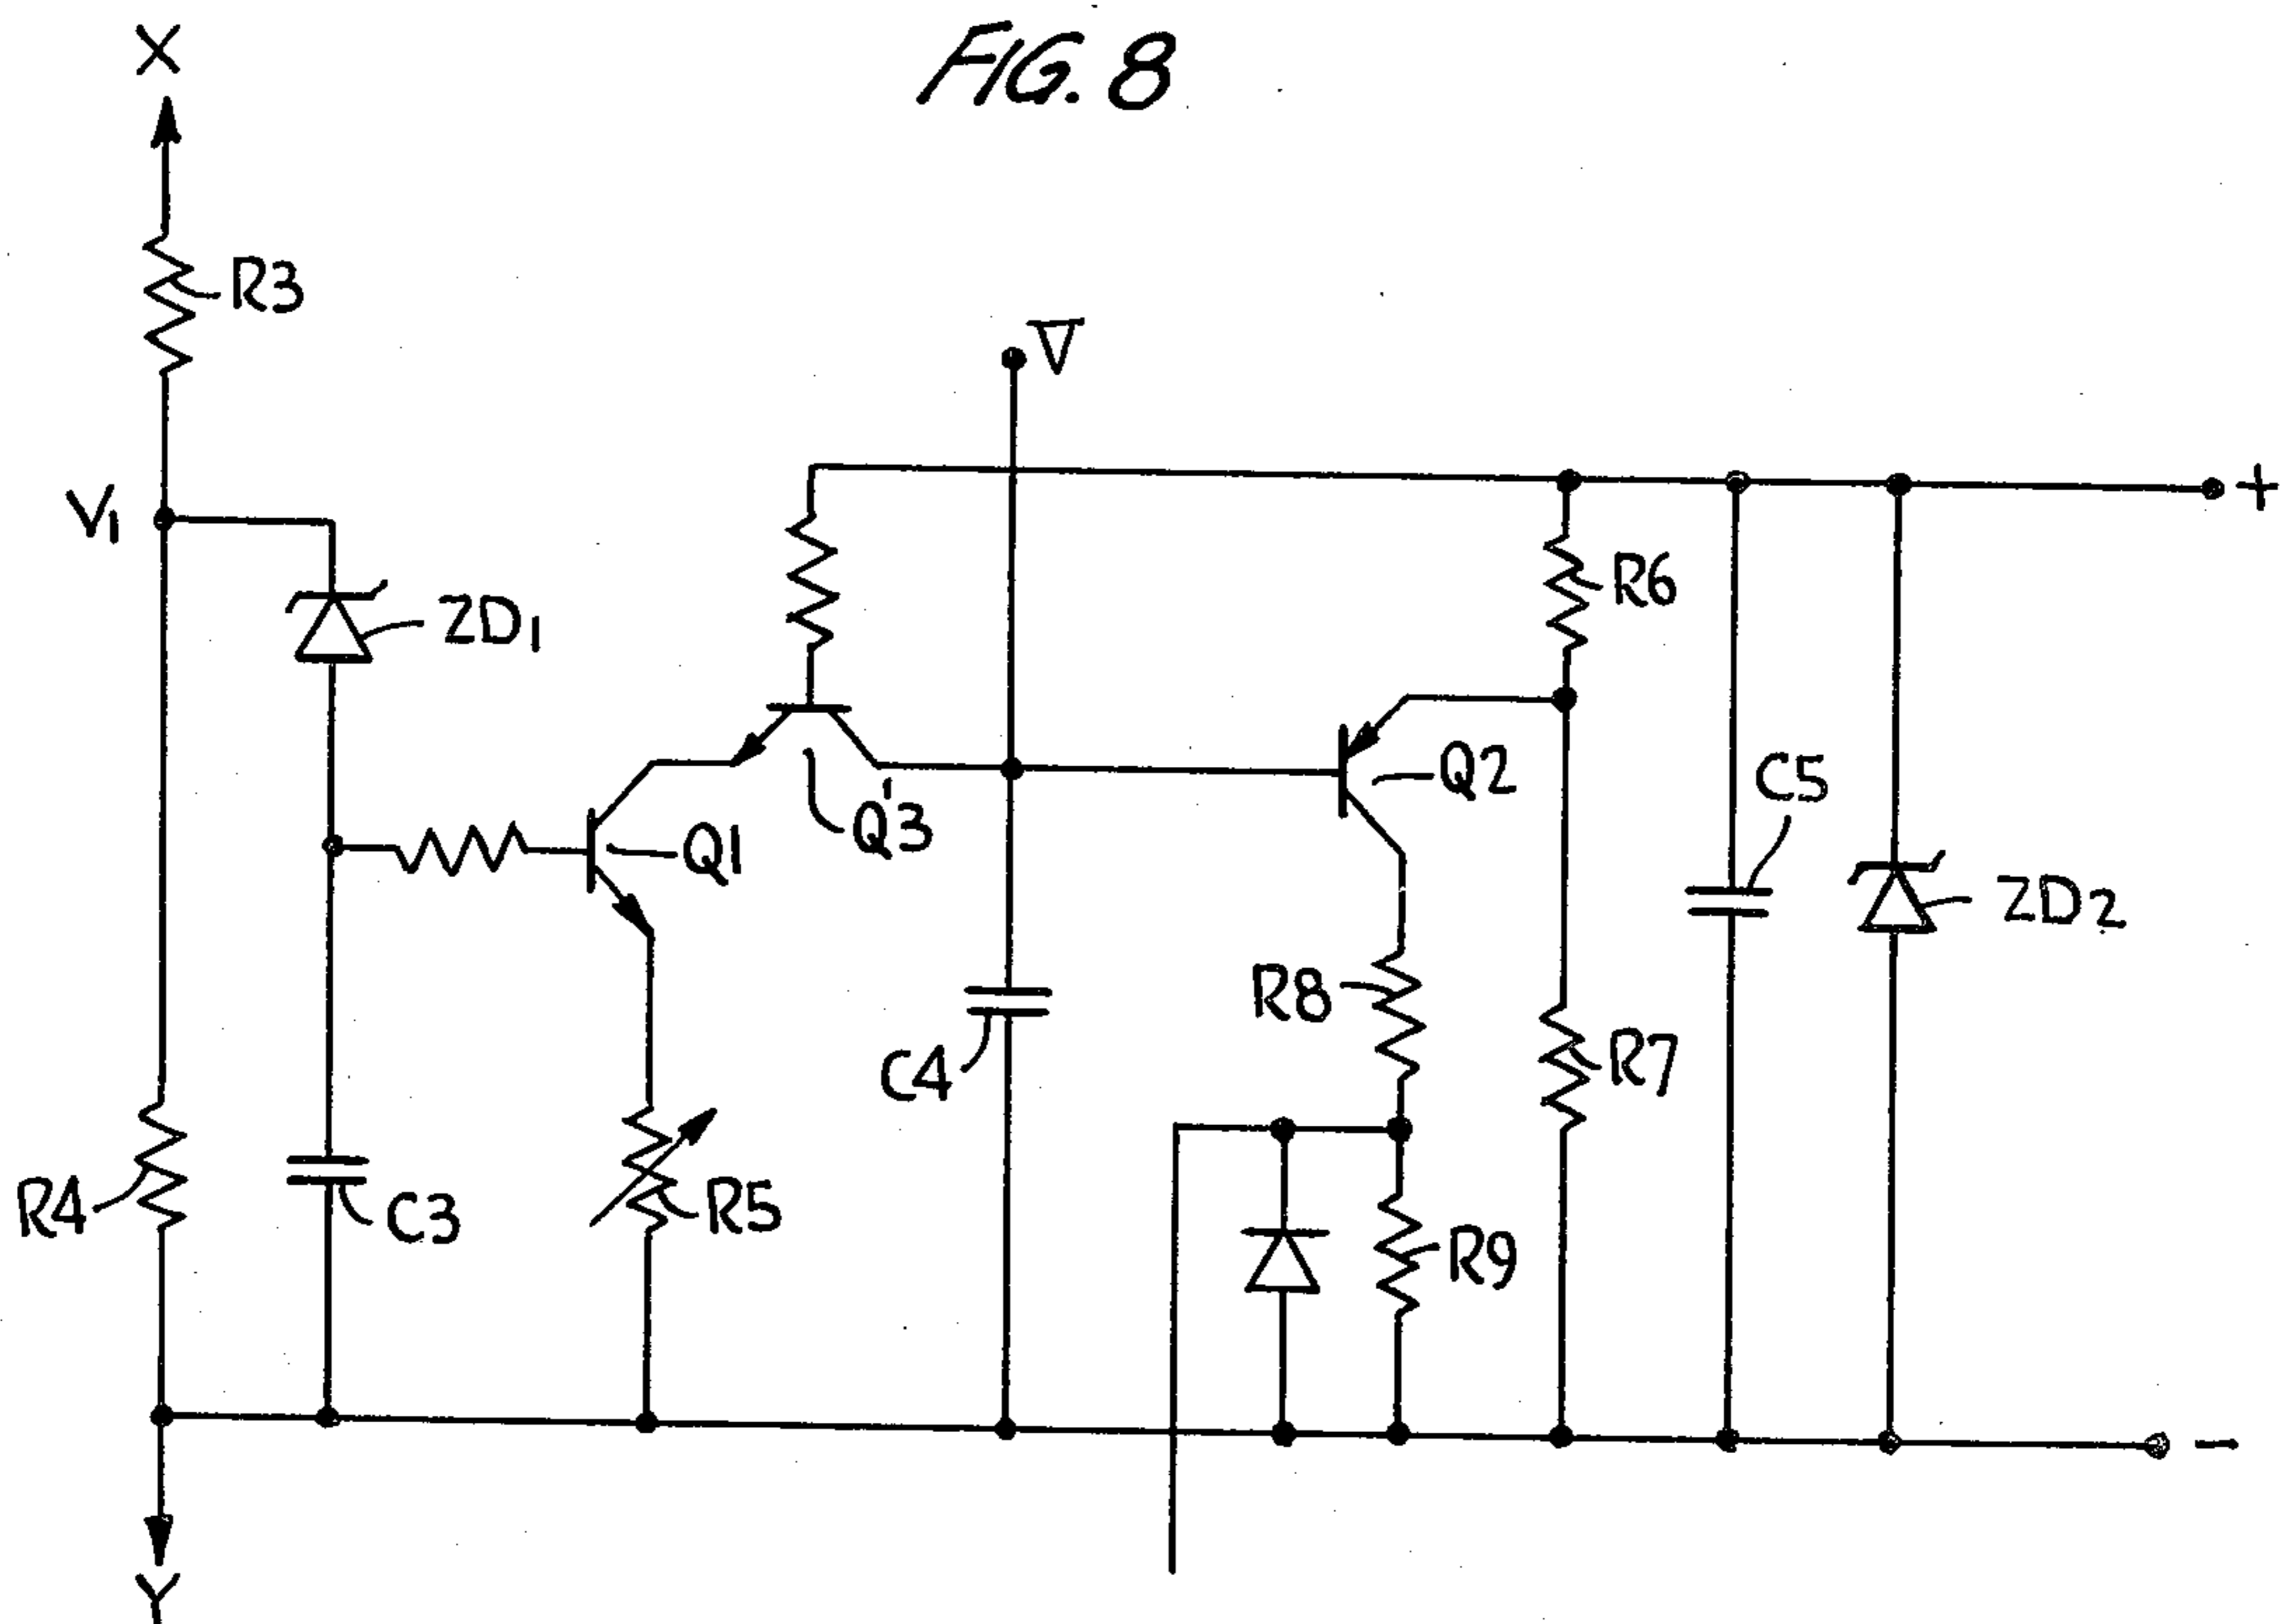 FIG. 8
X
R3
V
V1
+
ZD1
R6
Q2
C5
Q'3
Q1
ZD2
R8
C4
R7
R4
C3
R5
R9
-
Y